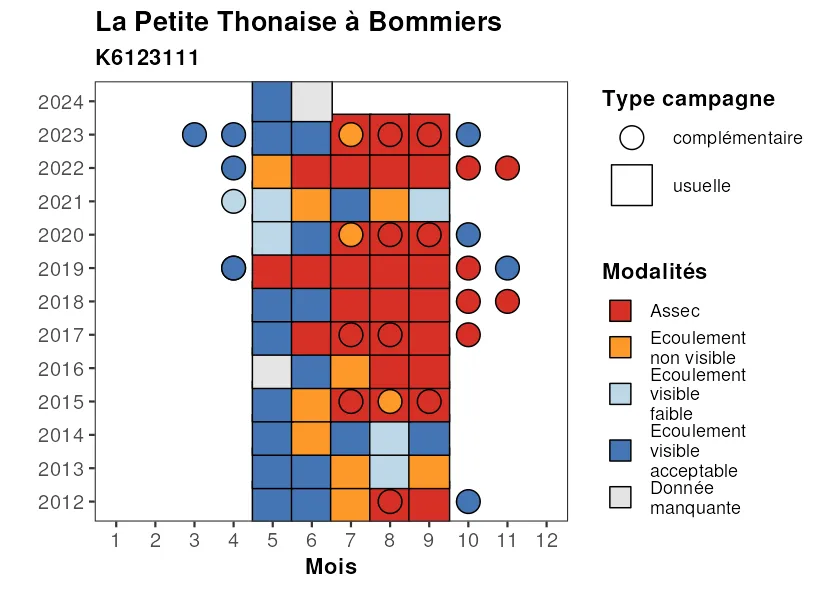 La Petite Thonaise à Bommiers
K6123111
2024
2023
2022
2021
2020
2019
2018
2017
2016
2015
2014
2013
2012
1 2 3 4 5 6 7 8 9 10 11 12
Mois
Type campagne
complémentaire
usuelle
Modalités
Assec
Ecoulement
non visible
Ecoulement
visible
faible
Ecoulement
visible
acceptable
Donnée
manquante